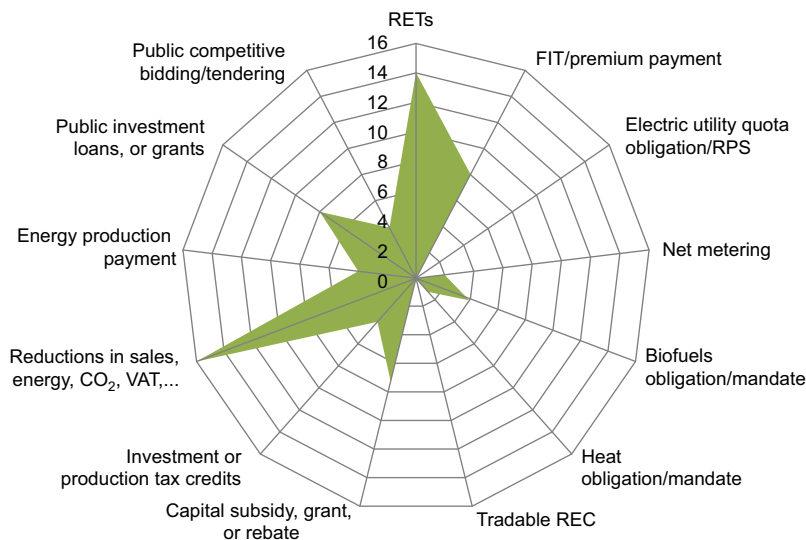 RETs
16
14
12
10
8
6
4
2
0
FIT/premium payment
Electric utility quota
obligation/RPS
Net metering
Biofuels
obligation/mandate
Heat
obligation/mandate
Tradable REC
Capital subsidy, grant,
or rebate
Investment or
production tax credits
Reductions in sales,
energy, CO₂, VAT,...
Energy production
payment
Public investment
loans, or grants
Public competitive
bidding/tendering